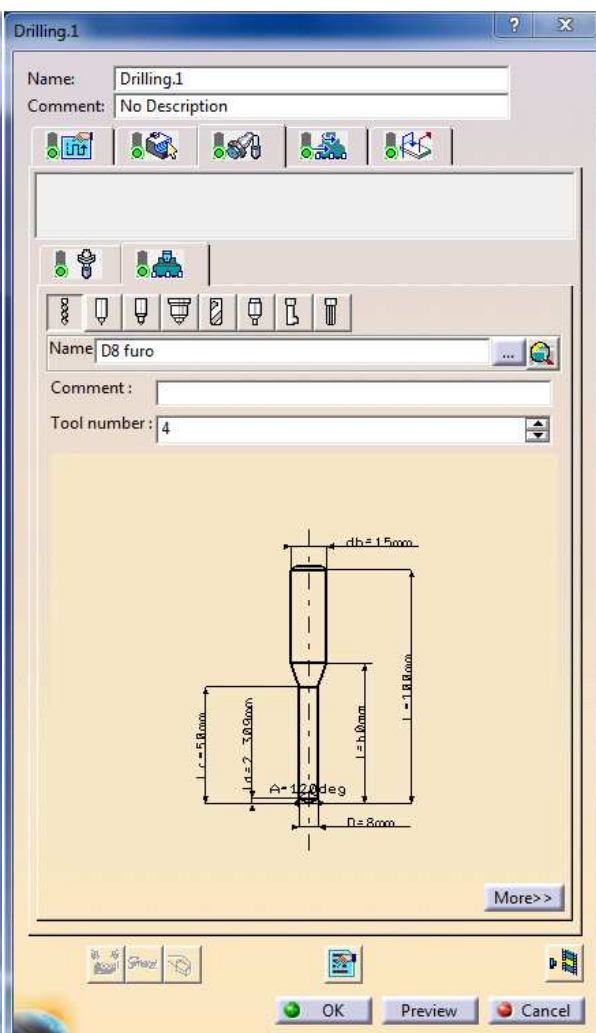 Drilling.1
Name: Drilling.1
Comment: No Description
Name D8 furo ...
Comment :
Tool number : 4
db=15mm
L=100mm
l=60mm
Lc=50mm
ld=2.309mm
A=120deg
D=8mm
More>>
OK Preview Cancel